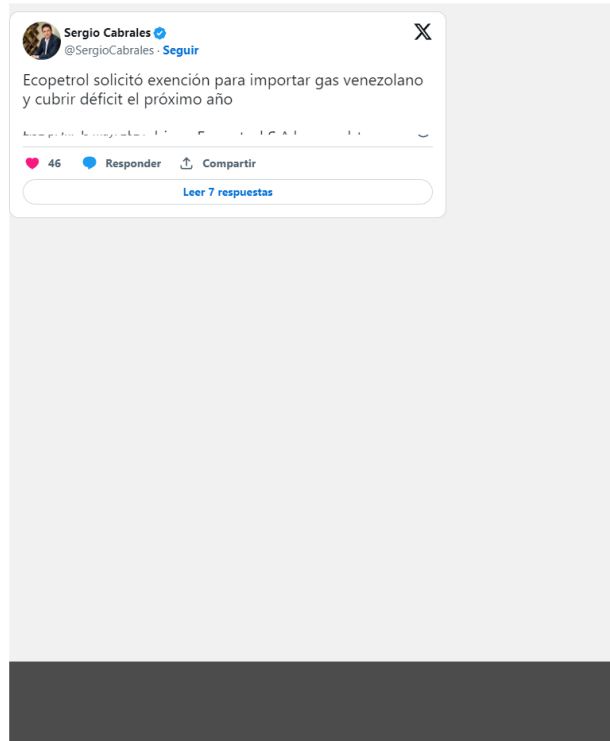 Sergio Cabrales
@SergioCabrales · Seguir
Ecopetrol solicitó exención para importar gas venezolano
y cubrir déficit el próximo año
46 Responder Compartir
Leer 7 respuestas